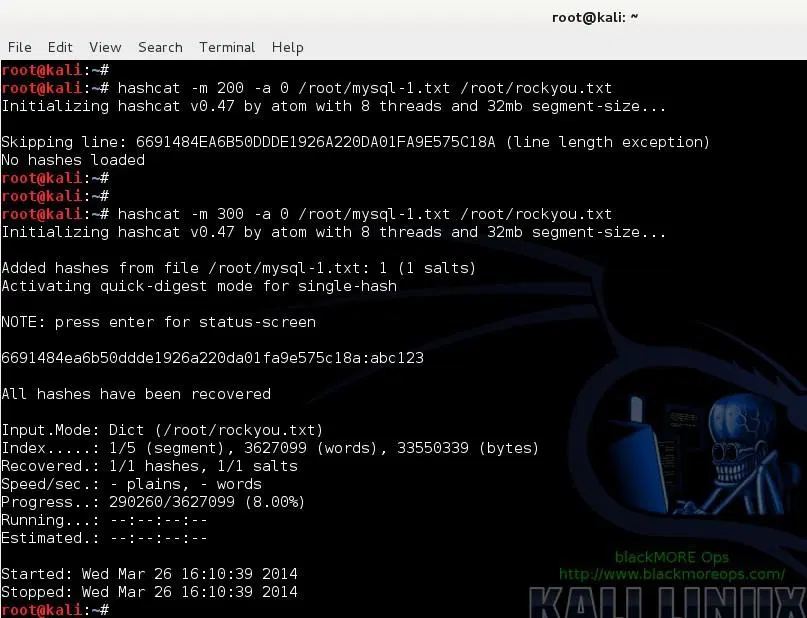 root@kali: ~
File Edit View Search Terminal Help
root@kali:~#
root@kali:~# hashcat -m 200 -a 0 /root/mysql-1.txt /root/rockyou.txt
Initializing hashcat v0.47 by atom with 8 threads and 32mb segment-size...
Skipping line: 6691484EA6B50DDDE1926A220DA01FA9E575C18A (line length exception)
No hashes loaded
root@kali:~#
root@kali:~#
root@kali:~# hashcat -m 300 -a 0 /root/mysql-1.txt /root/rockyou.txt
Initializing hashcat v0.47 by atom with 8 threads and 32mb segment-size...
Added hashes from file /root/mysql-1.txt: 1 (1 salts)
Activating quick-digest mode for single-hash
NOTE: press enter for status-screen
6691484ea6b50ddde1926a220da01fa9e575c18a:abc123
All hashes have been recovered
Input.Mode: Dict (/root/rockyou.txt)
Index.....: 1/5 (segment), 3627099 (words), 33550339 (bytes)
Recovered.: 1/1 hashes, 1/1 salts
Speed/sec.: - plains, - words
Progress..: 290260/3627099 (8.00%)
Running...: --:--:--:--
Estimated.: --:--:--:--
Started: Wed Mar 26 16:10:39 2014
Stopped: Wed Mar 26 16:10:39 2014
root@kali:~#
blackMORE Ops
http://www.blackmoreops.com/
KALI LINUX